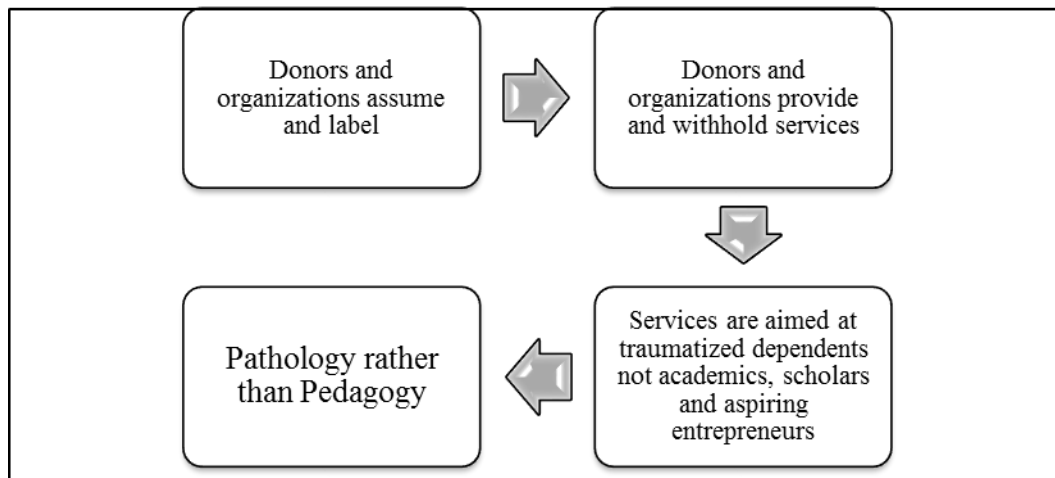 Donors and
organizations assume
and label
Donors and
organizations provide
and withhold services
Services are aimed at
traumatized dependents
not academics, scholars
and aspiring
entrepreneurs
Pathology rather
than Pedagogy